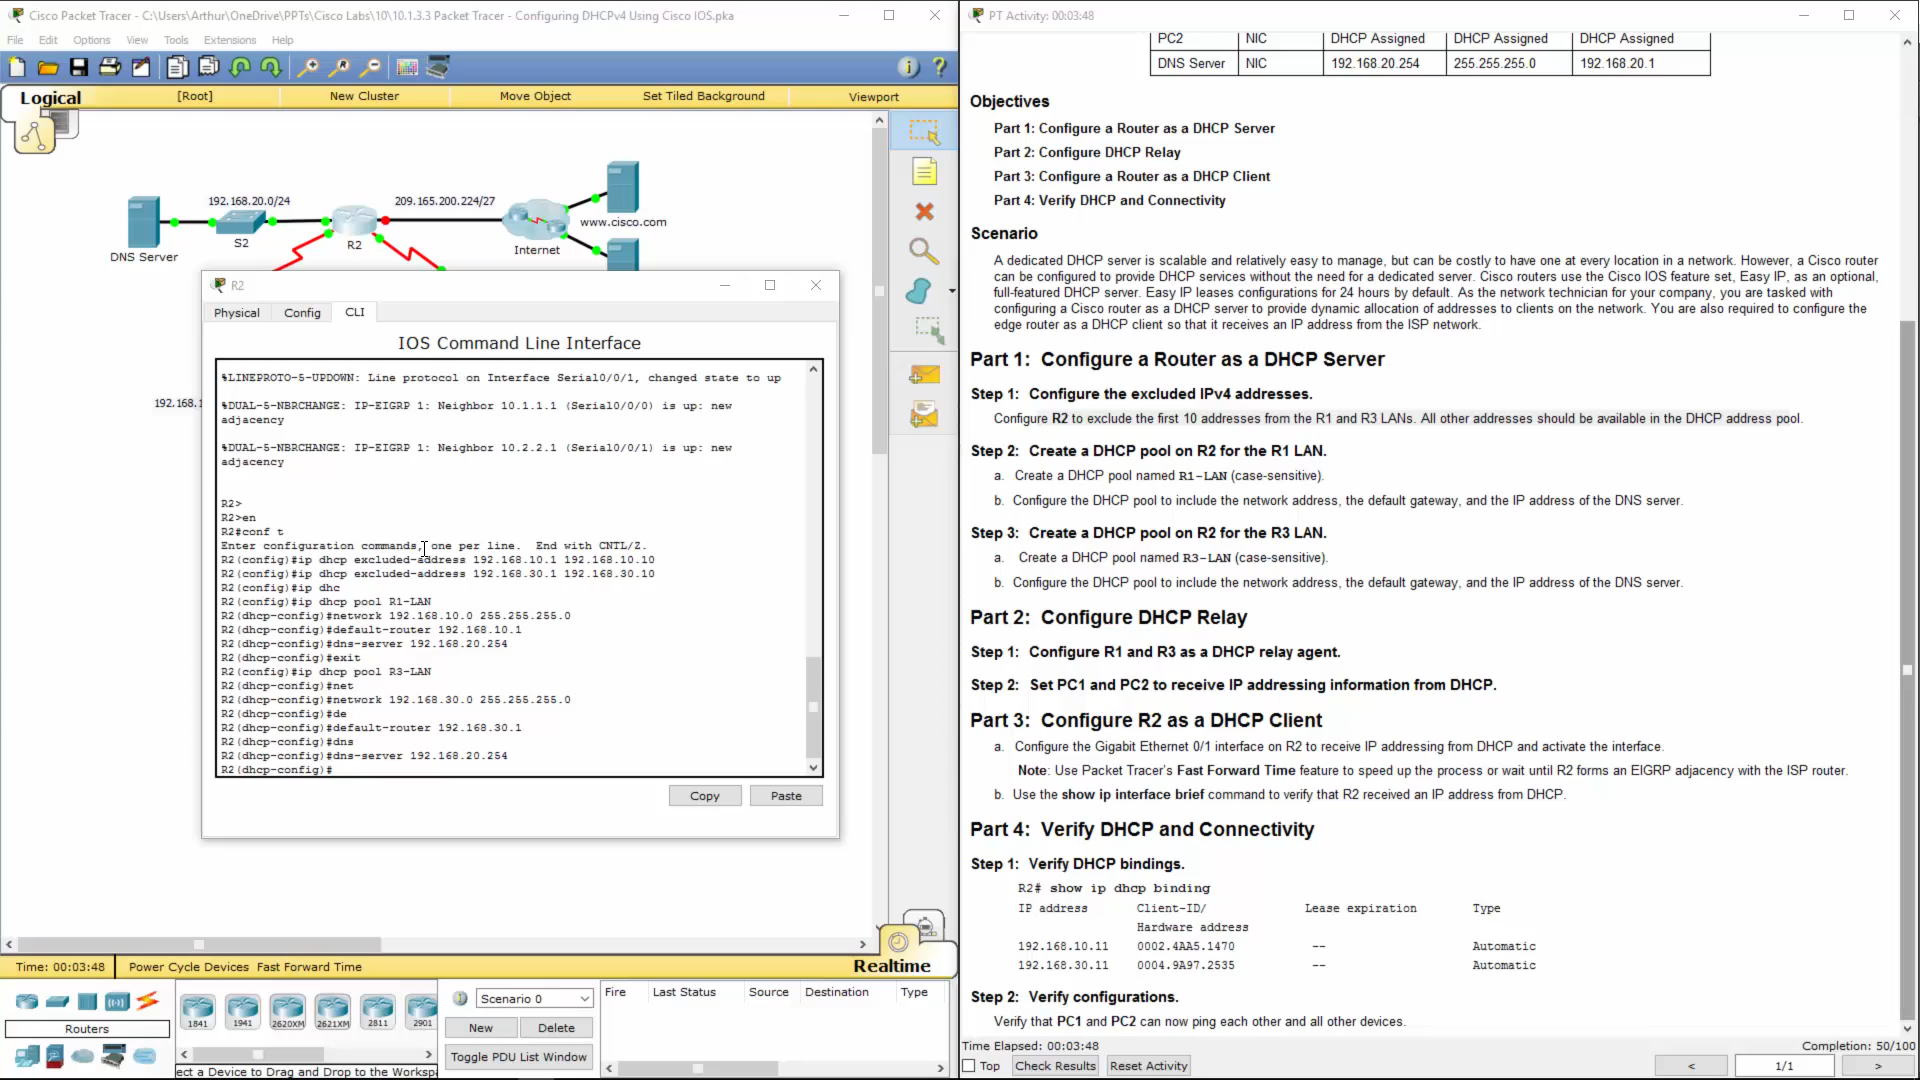 Cisco Packet Tracer - C:\Users\Arthur\OneDrive\PPTs\Cisco Labs\10\10.1.3.3 Packet Tracer - Configuring DHCPv4 Using Cisco IOS.pka
File Edit Options View Tools Extensions Help
Logical [Root] New Cluster Move Object Set Tiled Background Viewport
192.168.20.0/24
209.165.200.224/27
www.cisco.com
S2
R2
Internet
DNS Server
192.168.1
R2
Physical Config CLI
IOS Command Line Interface
%LINEPROTO-5-UPDOWN: Line protocol on Interface Serial0/0/1, changed state to up
%DUAL-5-NBRCHANGE: IP-EIGRP 1: Neighbor 10.1.1.1 (Serial0/0/0) is up: new
adjacency
%DUAL-5-NBRCHANGE: IP-EIGRP 1: Neighbor 10.2.2.1 (Serial0/0/1) is up: new
adjacency
R2>
R2>en
R2#conf t
Enter configuration commands, one per line. End with CNTL/Z.
R2(config)#ip dhcp excluded-address 192.168.10.1 192.168.10.10
R2(config)#ip dhcp excluded-address 192.168.30.1 192.168.30.10
R2(config)#ip dhc
R2(config)#ip dhcp pool R1-LAN
R2(dhcp-config)#network 192.168.10.0 255.255.255.0
R2(dhcp-config)#default-router 192.168.10.1
R2(dhcp-config)#dns-server 192.168.20.254
R2(dhcp-config)#exit
R2(config)#ip dhcp pool R3-LAN
R2(dhcp-config)#net
R2(dhcp-config)#network 192.168.30.0 255.255.255.0
R2(dhcp-config)#de
R2(dhcp-config)#default-router 192.168.30.1
R2(dhcp-config)#dns
R2(dhcp-config)#dns-server 192.168.20.254
R2(dhcp-config)#
Copy Paste
Time: 00:03:48 Power Cycle Devices Fast Forward Time
Realtime
1841 1941 2620XM 2621XM 2811 2901
Routers
ect a Device to Drag and Drop to the Workspa
Scenario 0
New Delete
Toggle PDU List Window
Fire Last Status Source Destination Type
PT Activity: 00:03:48
PC2 NIC DHCP Assigned DHCP Assigned DHCP Assigned
DNS Server NIC 192.168.20.254 255.255.255.0 192.168.20.1
Objectives
Part 1: Configure a Router as a DHCP Server
Part 2: Configure DHCP Relay
Part 3: Configure a Router as a DHCP Client
Part 4: Verify DHCP and Connectivity
Scenario
A dedicated DHCP server is scalable and relatively easy to manage, but can be costly to have one at every location in a network. However, a Cisco router
can be configured to provide DHCP services without the need for a dedicated server. Cisco routers use the Cisco IOS feature set, Easy IP, as an optional,
full-featured DHCP server. Easy IP leases configurations for 24 hours by default. As the network technician for your company, you are tasked with
configuring a Cisco router as a DHCP server to provide dynamic allocation of addresses to clients on the network. You are also required to configure the
edge router as a DHCP client so that it receives an IP address from the ISP network.
Part 1: Configure a Router as a DHCP Server
Step 1: Configure the excluded IPv4 addresses.
Configure R2 to exclude the first 10 addresses from the R1 and R3 LANs. All other addresses should be available in the DHCP address pool.
Step 2: Create a DHCP pool on R2 for the R1 LAN.
a. Create a DHCP pool named R1-LAN (case-sensitive).
b. Configure the DHCP pool to include the network address, the default gateway, and the IP address of the DNS server.
Step 3: Create a DHCP pool on R2 for the R3 LAN.
a. Create a DHCP pool named R3-LAN (case-sensitive).
b. Configure the DHCP pool to include the network address, the default gateway, and the IP address of the DNS server.
Part 2: Configure DHCP Relay
Step 1: Configure R1 and R3 as a DHCP relay agent.
Step 2: Set PC1 and PC2 to receive IP addressing information from DHCP.
Part 3: Configure R2 as a DHCP Client
a. Configure the Gigabit Ethernet 0/1 interface on R2 to receive IP addressing from DHCP and activate the interface.
Note: Use Packet Tracer's Fast Forward Time feature to speed up the process or wait until R2 forms an EIGRP adjacency with the ISP router.
b. Use the show ip interface brief command to verify that R2 received an IP address from DHCP.
Part 4: Verify DHCP and Connectivity
Step 1: Verify DHCP bindings.
R2# show ip dhcp binding
IP address Client-ID/ Lease expiration Type
Hardware address
192.168.10.11 0002.4AA5.1470 -- Automatic
192.168.30.11 0004.9A97.2535 -- Automatic
Step 2: Verify configurations.
Verify that PC1 and PC2 can now ping each other and all other devices.
Time Elapsed: 00:03:48 Completion: 50/100
Top Check Results Reset Activity < 1/1 >